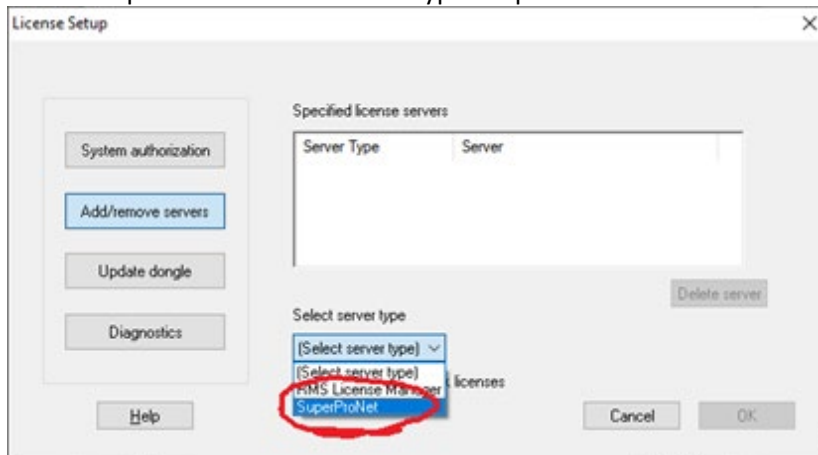 License Setup
Specified license servers
Server Type Server
System authorization
Add/remove servers
Update dongle
Diagnostics
Delete server
Select server type
(Select server type)
(Select server type)
RMS License Manager
licenses
SuperProNet
Help
Cancel
OK